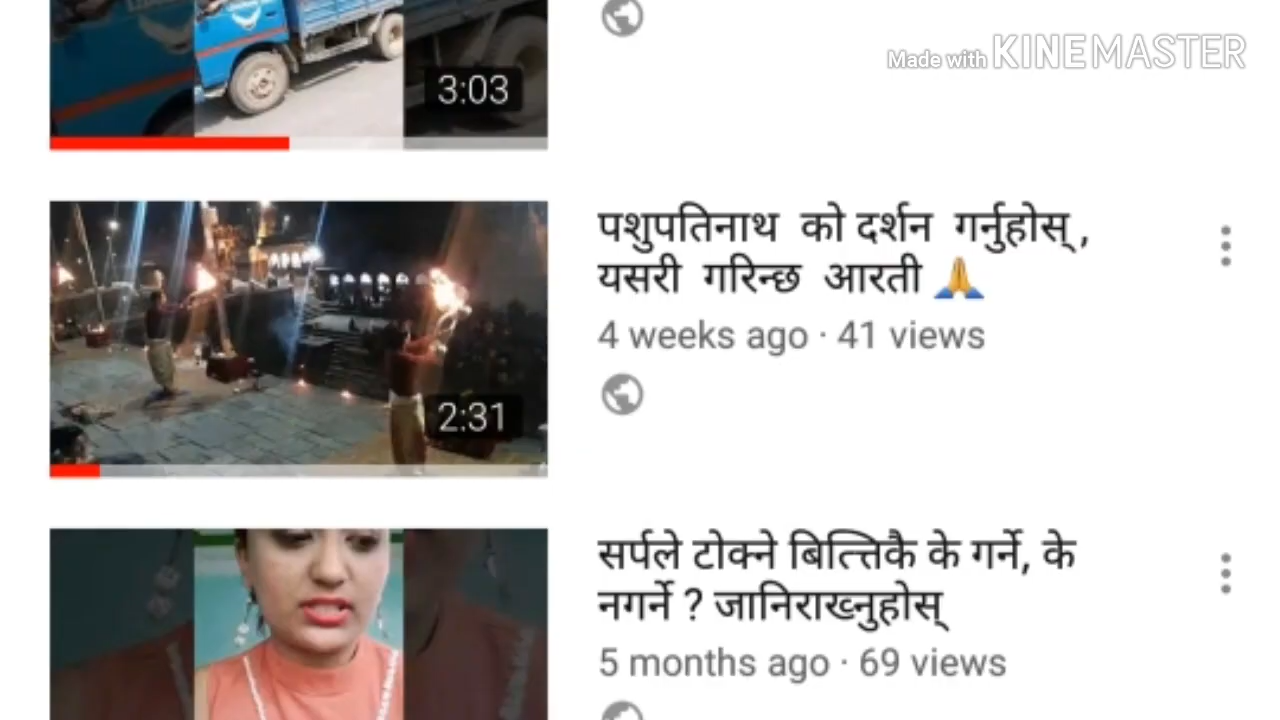 Made with KINEMASTER
3:03
पशुपतिनाथ को दर्शन गर्नुहोस् ,
यसरी गरिन्छ आरती 🙏
4 weeks ago · 41 views
2:31
सर्पले टोक्ने बित्तिकै के गर्ने, के
नगर्ने ? जानिराख्नुहोस्
5 months ago · 69 views